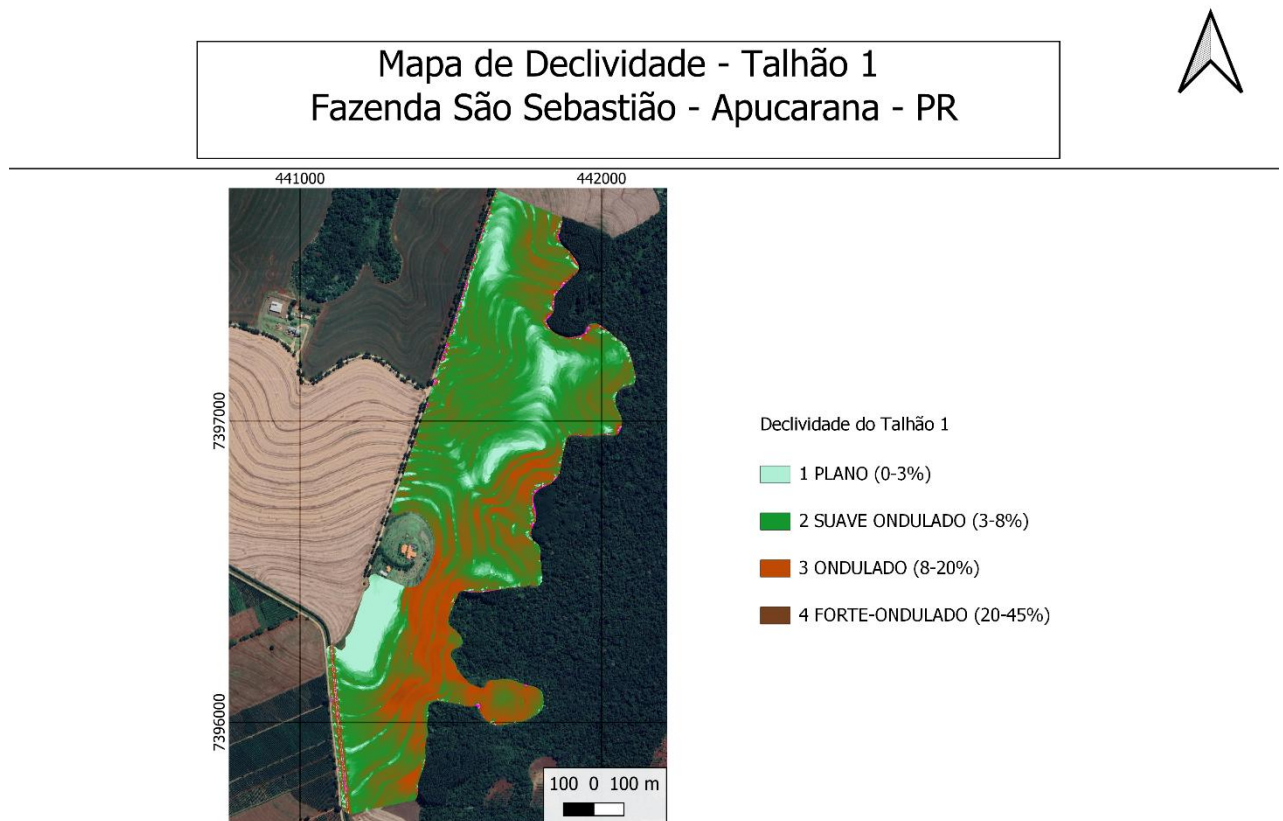 Mapa de Declividade - Talhão 1
Fazenda São Sebastião - Apucarana - PR
441000
442000
7397000
7396000
Declividade do Talhão 1
1 PLANO (0-3%)
2 SUAVE ONDULADO (3-8%)
3 ONDULADO (8-20%)
4 FORTE-ONDULADO (20-45%)
100 0 100 m